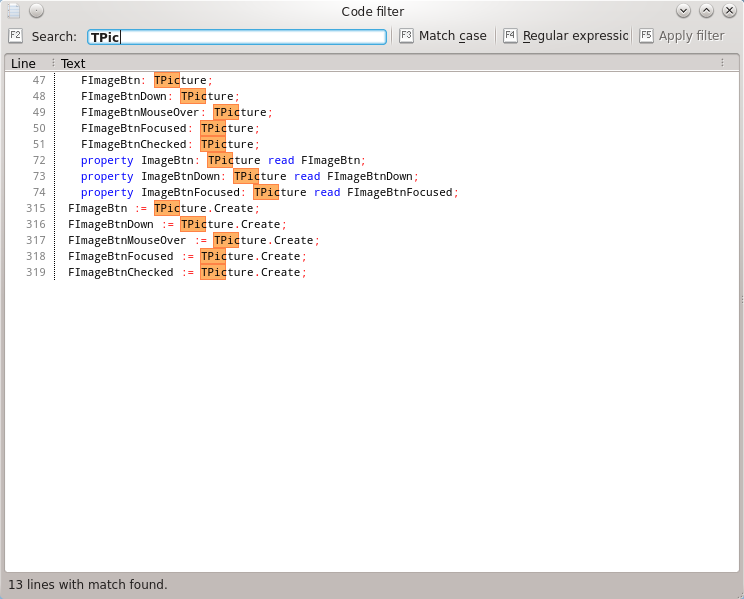 Code filter
F2 Search: TPic F3 Match case F4 Regular expressic F5 Apply filter
Line Text
47 FImageBtn: TPicture;
48 FImageBtnDown: TPicture;
49 FImageBtnMouseOver: TPicture;
50 FImageBtnFocused: TPicture;
51 FImageBtnChecked: TPicture;
72 property ImageBtn: TPicture read FImageBtn;
73 property ImageBtnDown: TPicture read FImageBtnDown;
74 property ImageBtnFocused: TPicture read FImageBtnFocused;
315 FImageBtn := TPicture.Create;
316 FImageBtnDown := TPicture.Create;
317 FImageBtnMouseOver := TPicture.Create;
318 FImageBtnFocused := TPicture.Create;
319 FImageBtnChecked := TPicture.Create;
13 lines with match found.